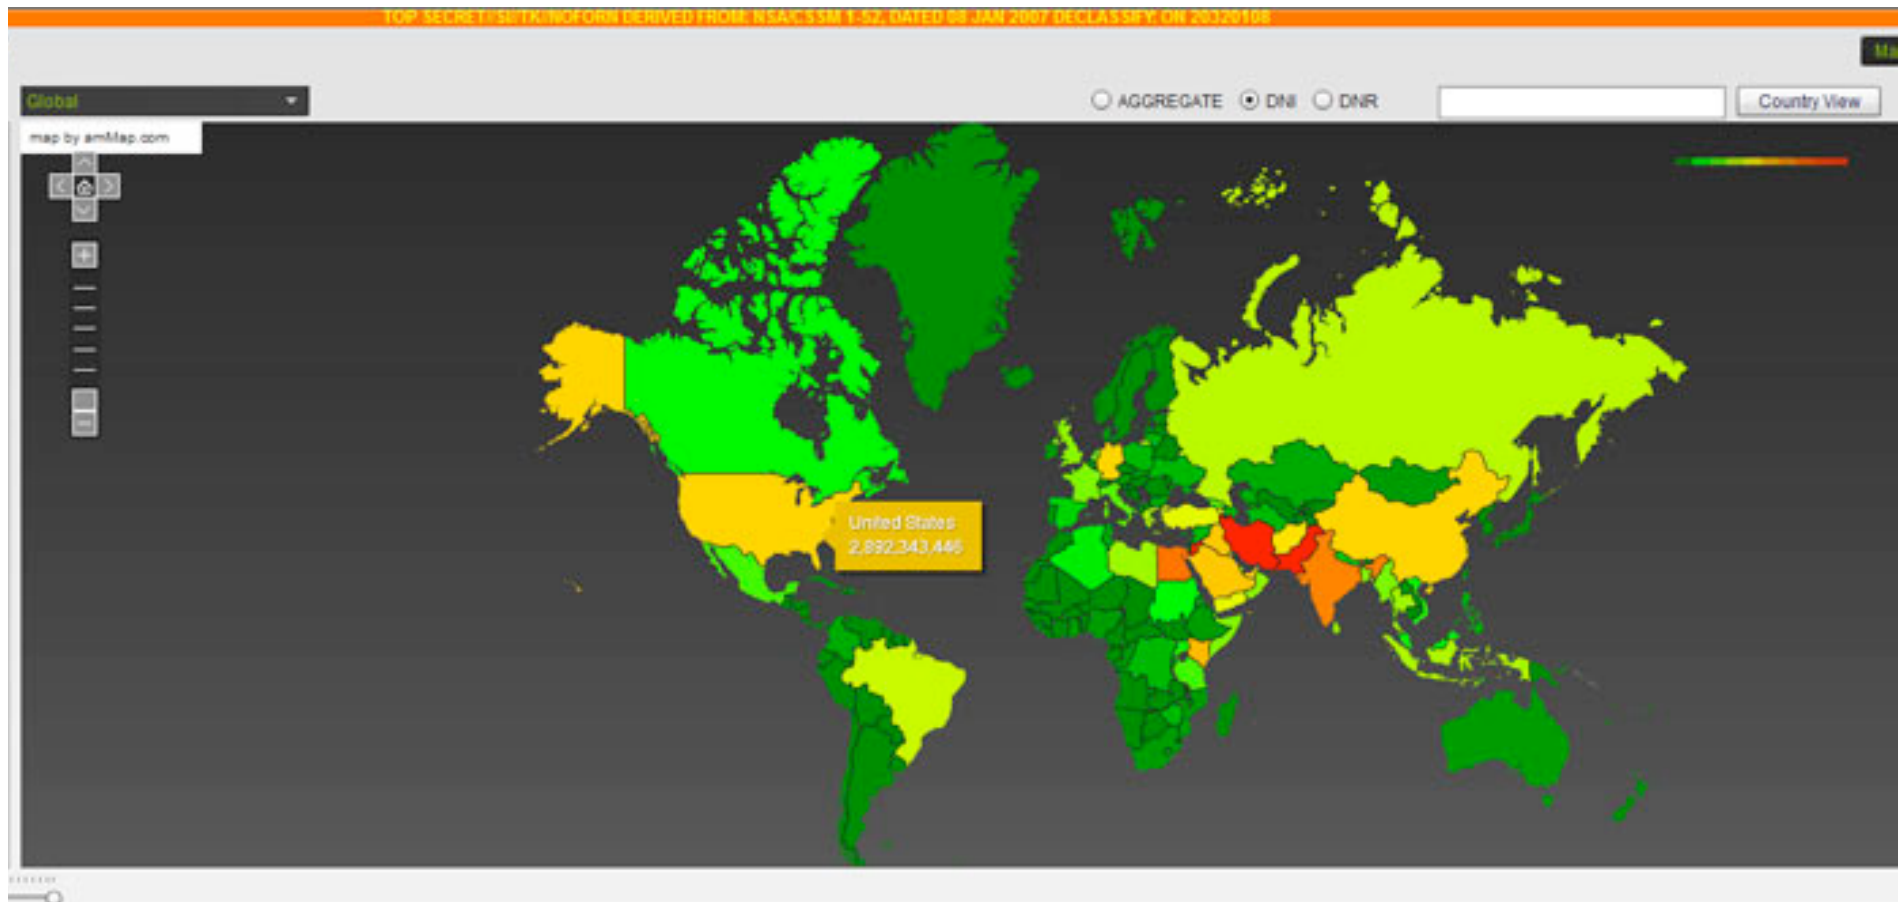 TOP SECRET//SI//TK//NOFORN DERIVED FROM: NSA/CSSM 1-52, DATED 08 JAN 2007 DECLASSIFY: ON 20320108
Global
AGGREGATE DNI DNR Country View
map by amMap.com
United States
2,892,343,446